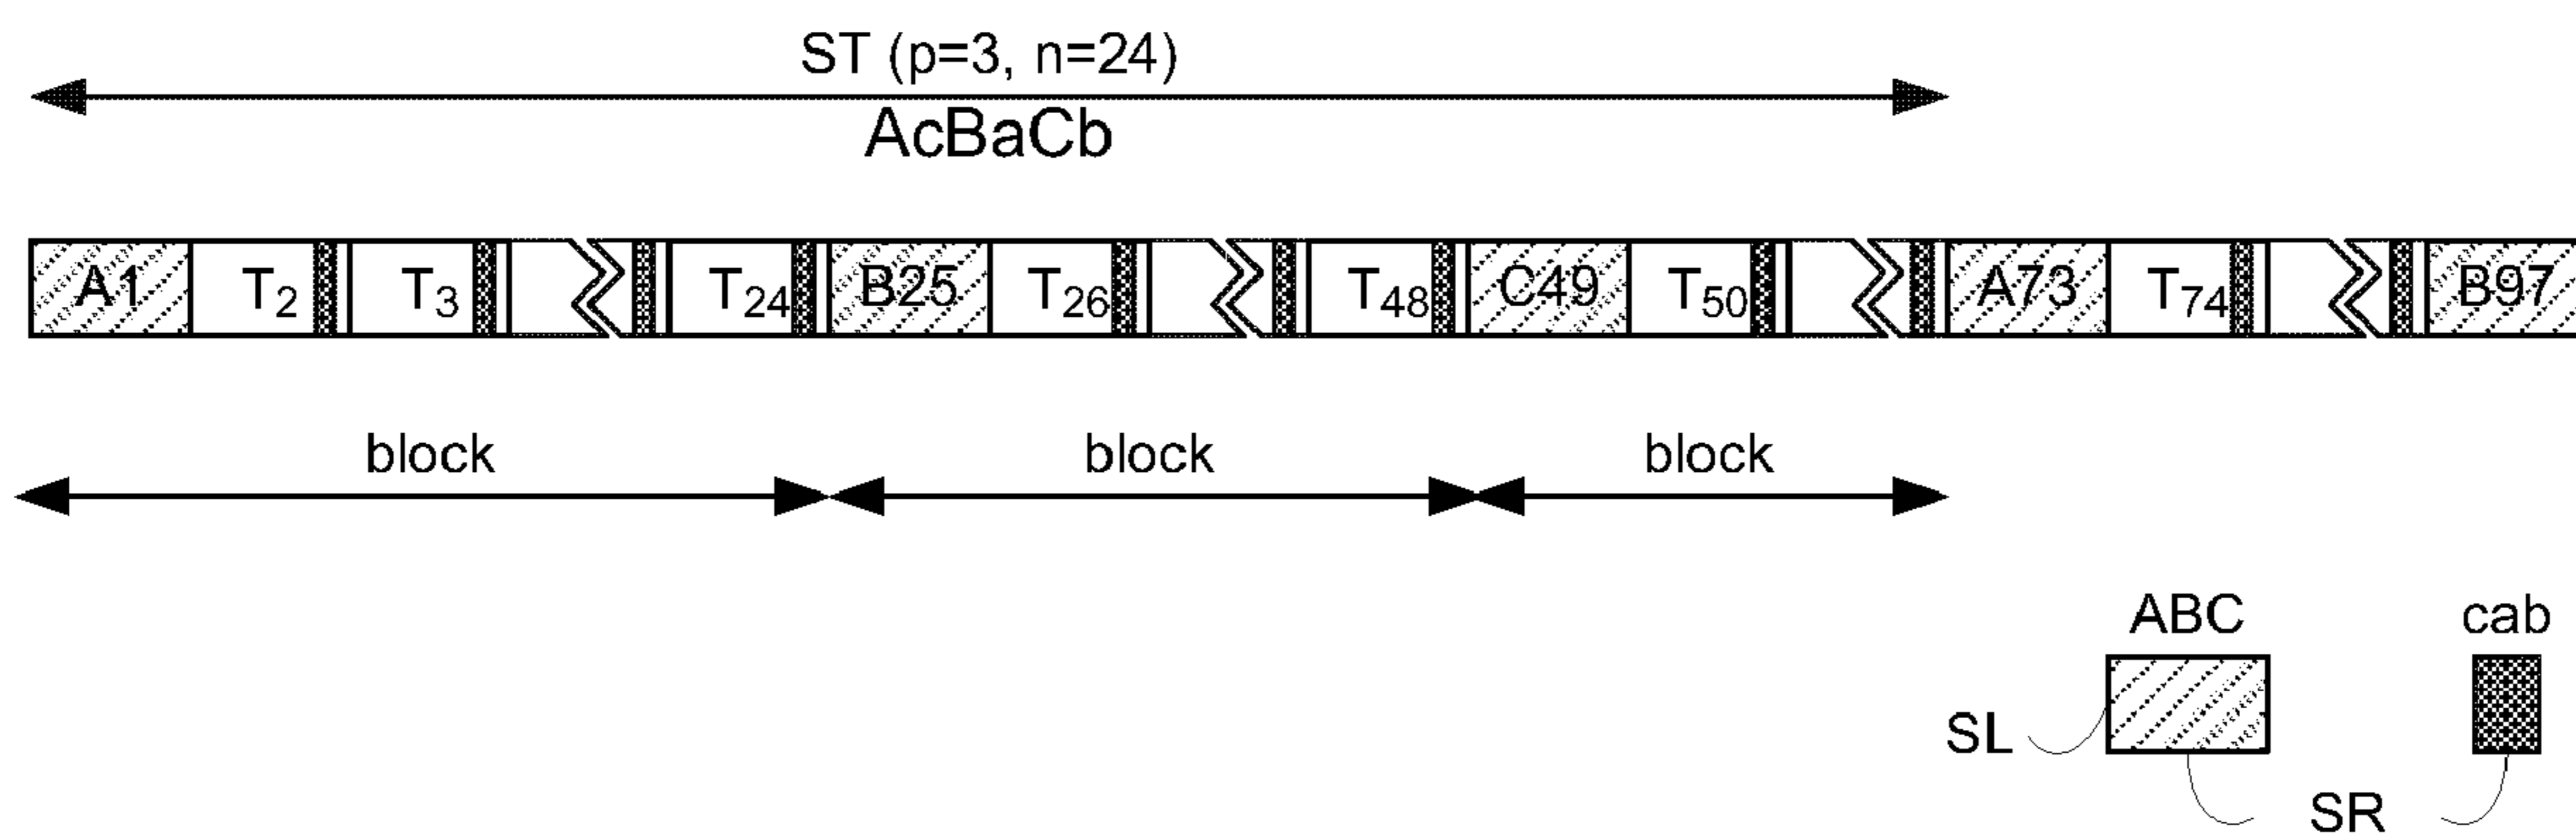 ST (p=3, n=24)
AcBaCb
A1 T2 T3 T24 B25 T26 T48 C49 T50 A73 T74 B97
block block block
ABC cab
SL
SR